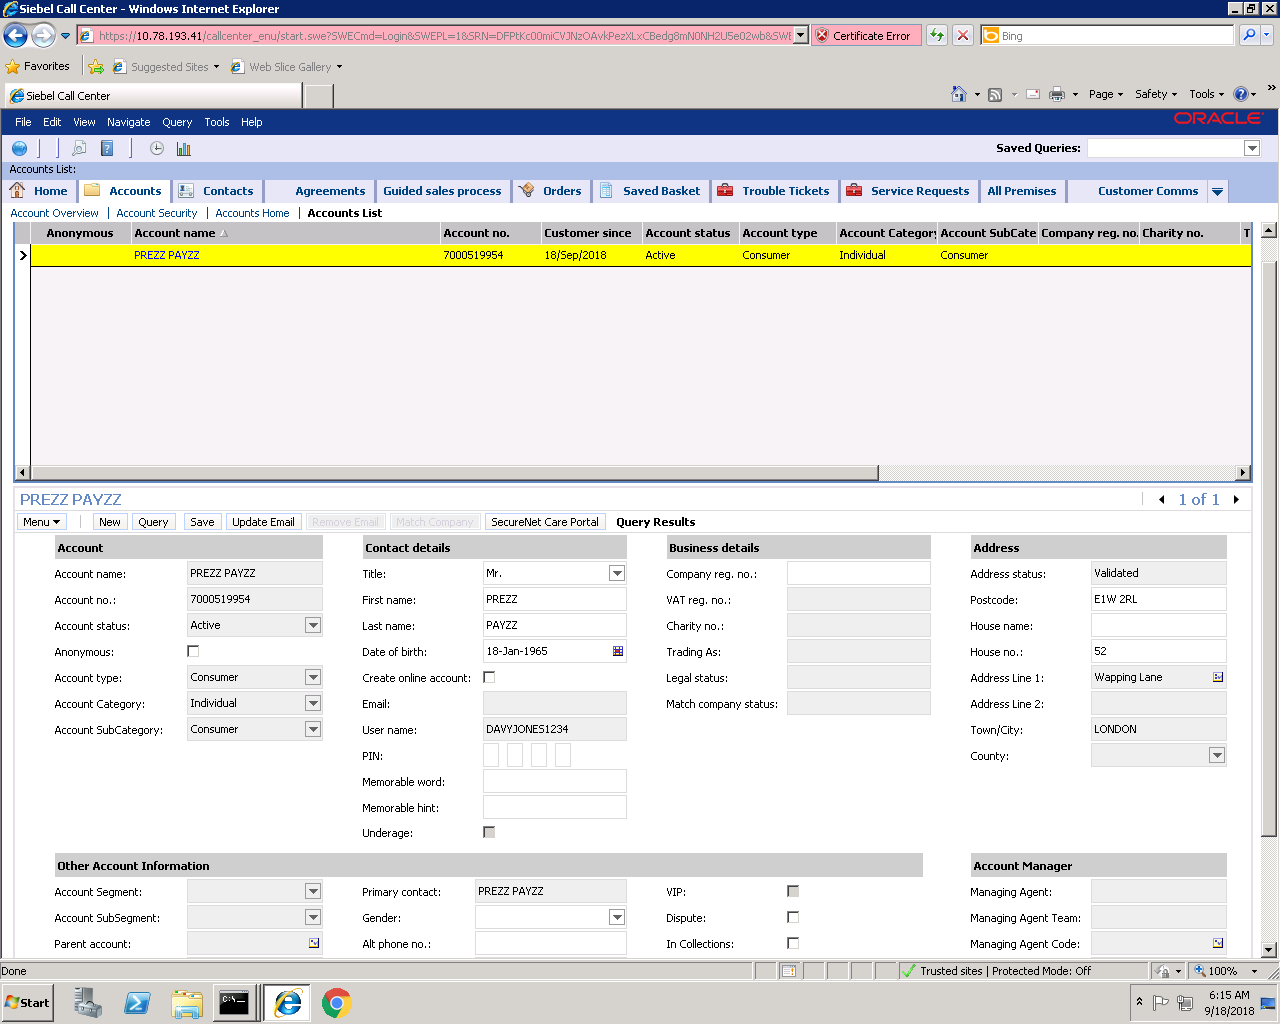 Siebel Call Center - Windows Internet Explorer
https://10.78.193.41/callcenter_enu/start.swe?SWECmd=Login&SWEPL=1&SRN= Certificate Error Bing
Favorites Suggested Sites Web Slice Gallery
Siebel Call Center Page Safety Tools
File Edit View Navigate Query Tools Help ORACLE
Saved Queries:
Accounts List:
Home Accounts Contacts Agreements Guided sales process Orders Saved Basket Trouble Tickets Service Requests All Premises Customer Comms
Account Overview | Account Security | Accounts Home | Accounts List
Anonymous Account name Account no. Customer since Account status Account type Account Category Account SubCate Company reg. no. Charity no. T
PREZZ PAYZZ 7000519954 18/Sep/2018 Active Consumer Individual Consumer
PREZZ PAYZZ 1 of 1
Menu New Query Save Update Email Remove Email Match Company SecureNet Care Portal Query Results
Account Contact details Business details Address
Account name: PREZZ PAYZZ Title: Mr. Company reg. no.: Address status: Validated
Account no.: 7000519954 First name: PREZZ VAT reg. no.: Postcode: E1W 2RL
Account status: Active Last name: PAYZZ Charity no.: House name:
Anonymous: Date of birth: 18-Jan-1965 Trading As: House no.: 52
Account type: Consumer Create online account: Legal status: Address Line 1: Wapping Lane
Account Category: Individual Email: Match company status: Address Line 2:
Account SubCategory: Consumer User name: DAVYJONES1234 Town/City: LONDON
PIN: County:
Memorable word:
Memorable hint:
Underage:
Other Account Information Account Manager
Account Segment: Primary contact: PREZZ PAYZZ VIP: Managing Agent:
Account SubSegment: Gender: Dispute: Managing Agent Team:
Parent account: Alt phone no.: In Collections: Managing Agent Code:
Done Trusted sites | Protected Mode: Off 100%
Start 6:15 AM
9/18/2018